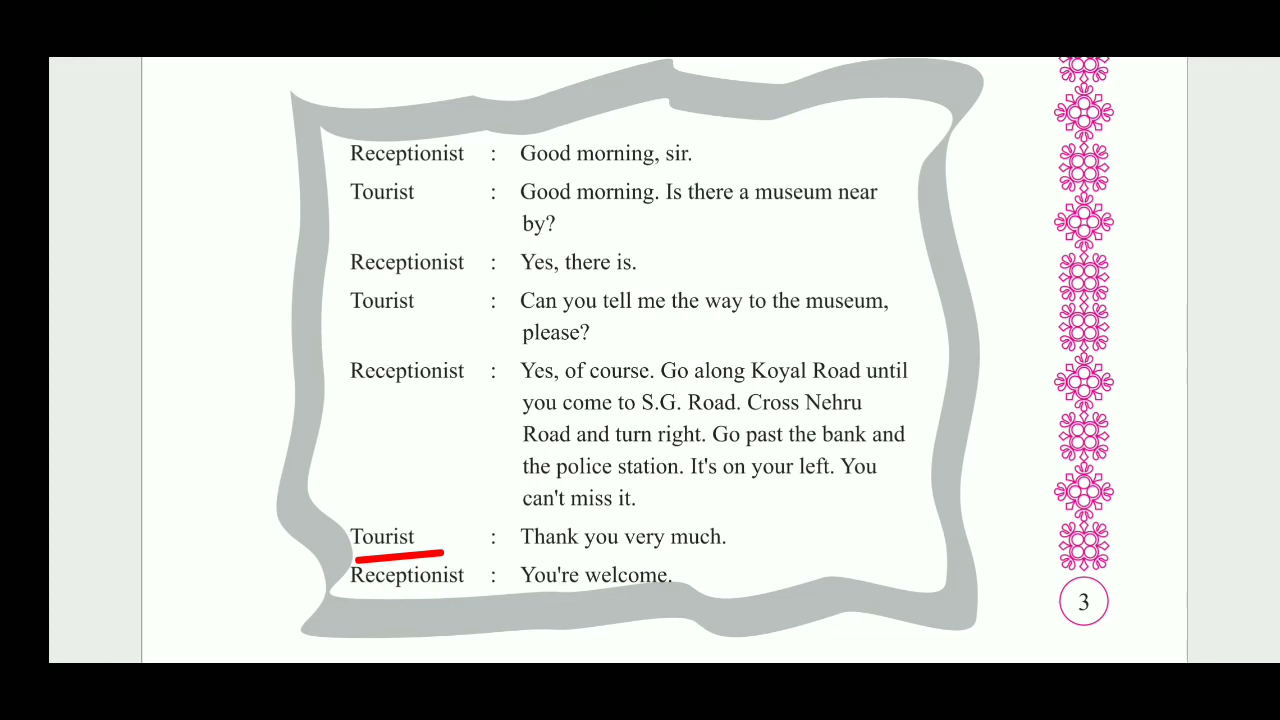 Receptionist : Good morning, sir.
Tourist : Good morning. Is there a museum near
by?
Receptionist : Yes, there is.
Tourist : Can you tell me the way to the museum,
please?
Receptionist : Yes, of course. Go along Koyal Road until
you come to S.G. Road. Cross Nehru
Road and turn right. Go past the bank and
the police station. It's on your left. You
can't miss it.
Tourist : Thank you very much.
Receptionist : You're welcome.
3